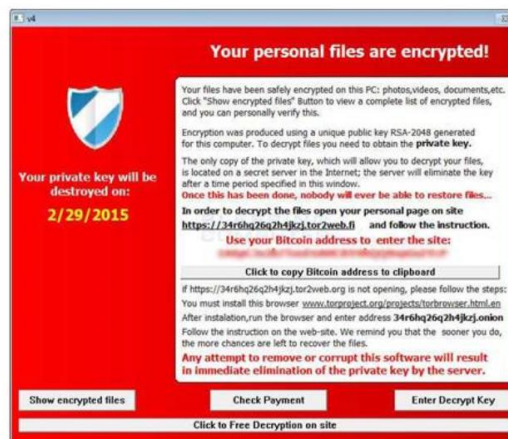 v4
Your personal files are encrypted!
Your files have been safely encrypted on this PC: photos,videos, documents,etc.
Click "Show encrypted files" Button to view a complete list of encrypted files,
and you can personally verify this.
Encryption was produced using a unique public key RSA-2048 generated
for this computer. To decrypt files you need to obtain the private key.
The only copy of the private key, which will allow you to decrypt your files,
is located on a secret server in the Internet; the server will eliminate the key
after a time period specified in this window.
Once this has been done, nobody will ever be able to restore files...
In order to decrypt the files open your personal page on site
https://34r6hq26q2h4jkzj.tor2web.fi and follow the instruction.
Use your Bitcoin address to enter the site:
Click to copy Bitcoin address to clipboard
if https://34r6hq26q2h4jkzj.tor2web.org is not opening, please follow the steps:
You must install this browser www.torproject.org/projects/torbrowser.html.en
After instalation,run the browser and enter address 34r6hq26q2h4jkzj.onion
Follow the instruction on the web-site. We remind you that the sooner you do,
the more chances are left to recover the files.
Any attempt to remove or corrupt this software will result
in immediate elimination of the private key by the server.
Your private key will be
destroyed on:
2/29/2015
Show encrypted files
Check Payment
Enter Decrypt Key
Click to Free Decryption on site